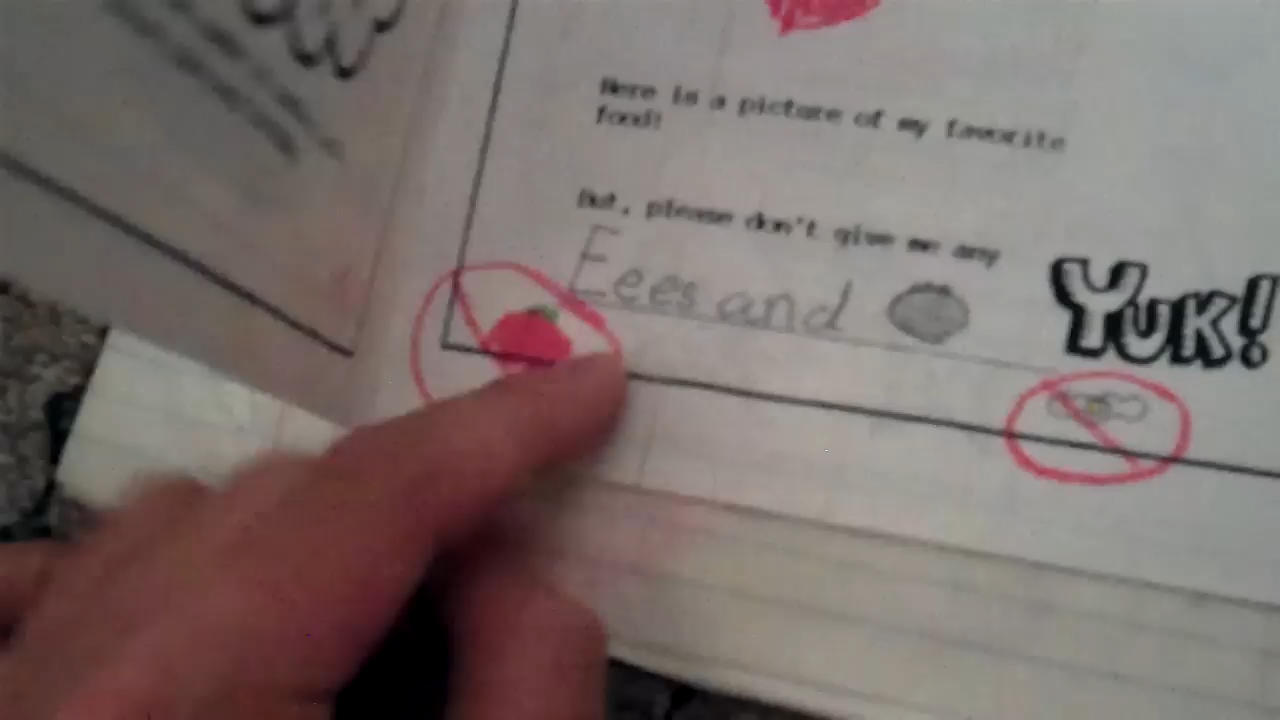 Here is a picture of my favorite
food!
But, please don't give me any
Eees and
YUK!